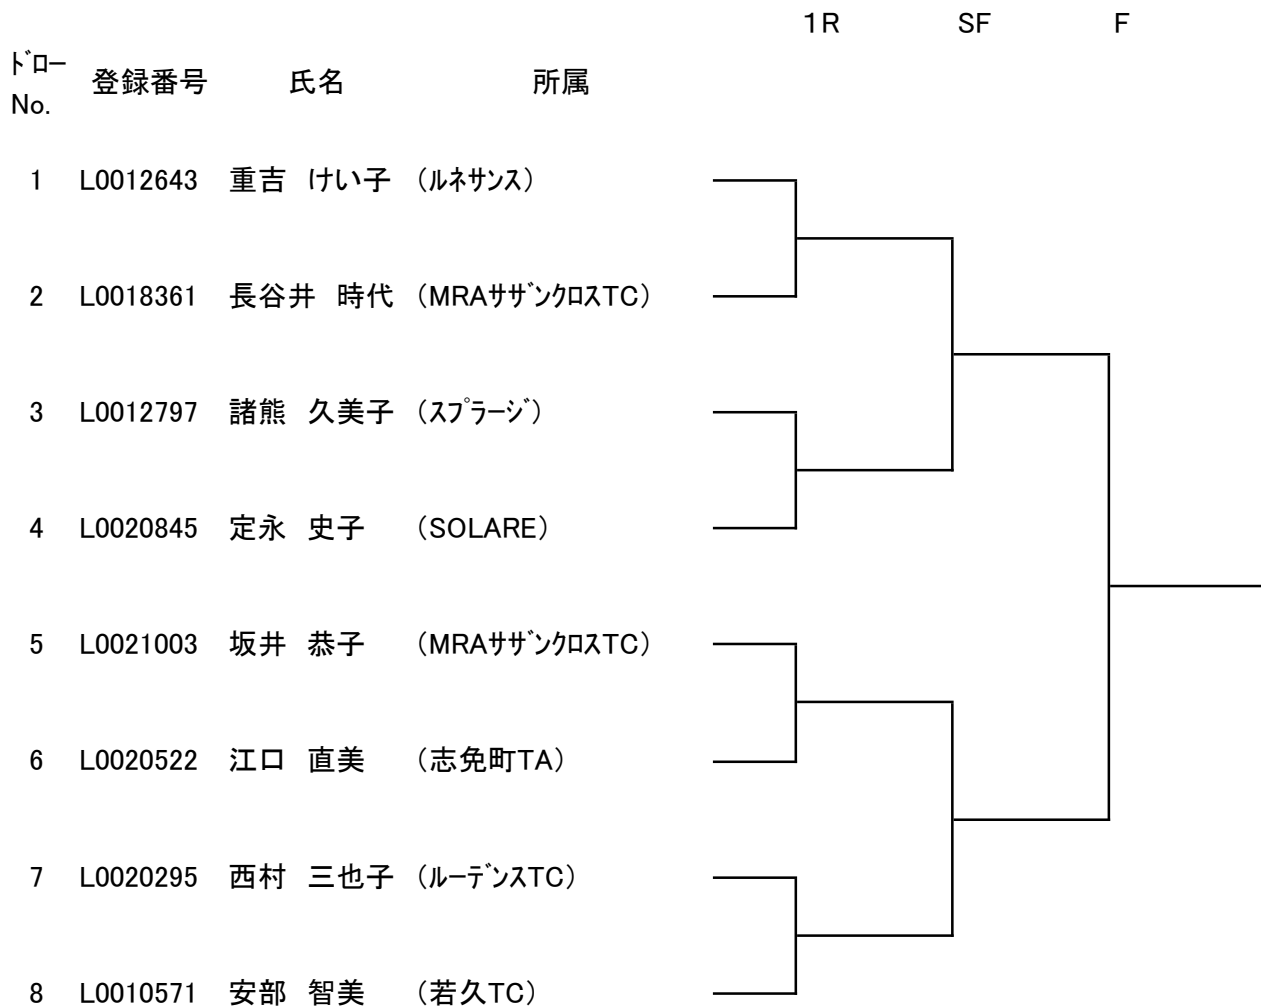 1R SF F
ﾄﾞﾛｰ No. 登録番号 氏名 所属
1 L0012643 重吉 けい子 (ﾙﾈｻﾝｽ)
2 L0018361 長谷井 時代 (MRAｻｻﾞﾝｸﾛｽTC)
3 L0012797 諸熊 久美子 (ｽﾌﾟﾗｰｼﾞ)
4 L0020845 定永 史子 (SOLARE)
5 L0021003 坂井 恭子 (MRAｻｻﾞﾝｸﾛｽTC)
6 L0020522 江口 直美 (志免町TA)
7 L0020295 西村 三也子 (ﾙｰﾃﾞﾝｽTC)
8 L0010571 安部 智美 (若久TC)